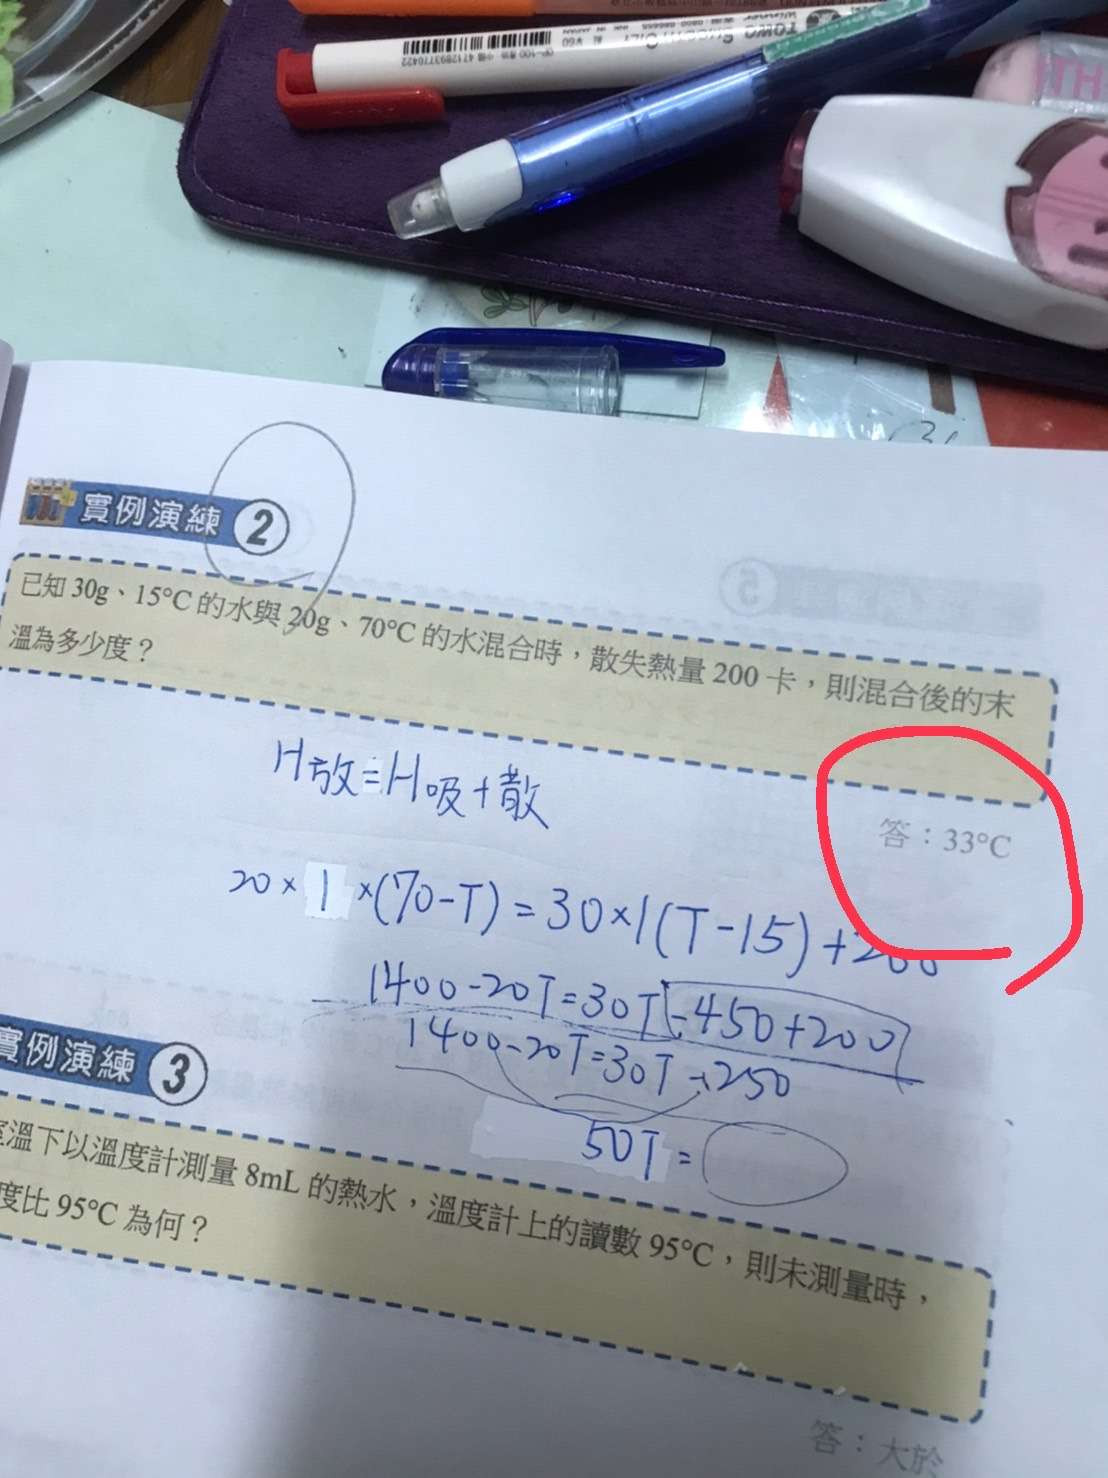 OP-100
4712893770422
實例演練 2
已知 30g、15°C 的水與 20g、70°C 的水混合時，散失熱量 200 卡，則混合後的末
溫為多少度？
H放=H吸+散
答：33°C
20×1×(70-T)=30×1(T-15)+200
1400-20T=30T-450+200
1400-20T=30T-250
50T=
實例演練 3
溫下以溫度計測量 8mL 的熱水，溫度計上的讀數 95°C，則未測量時，
度比 95°C 為何？
答：大於